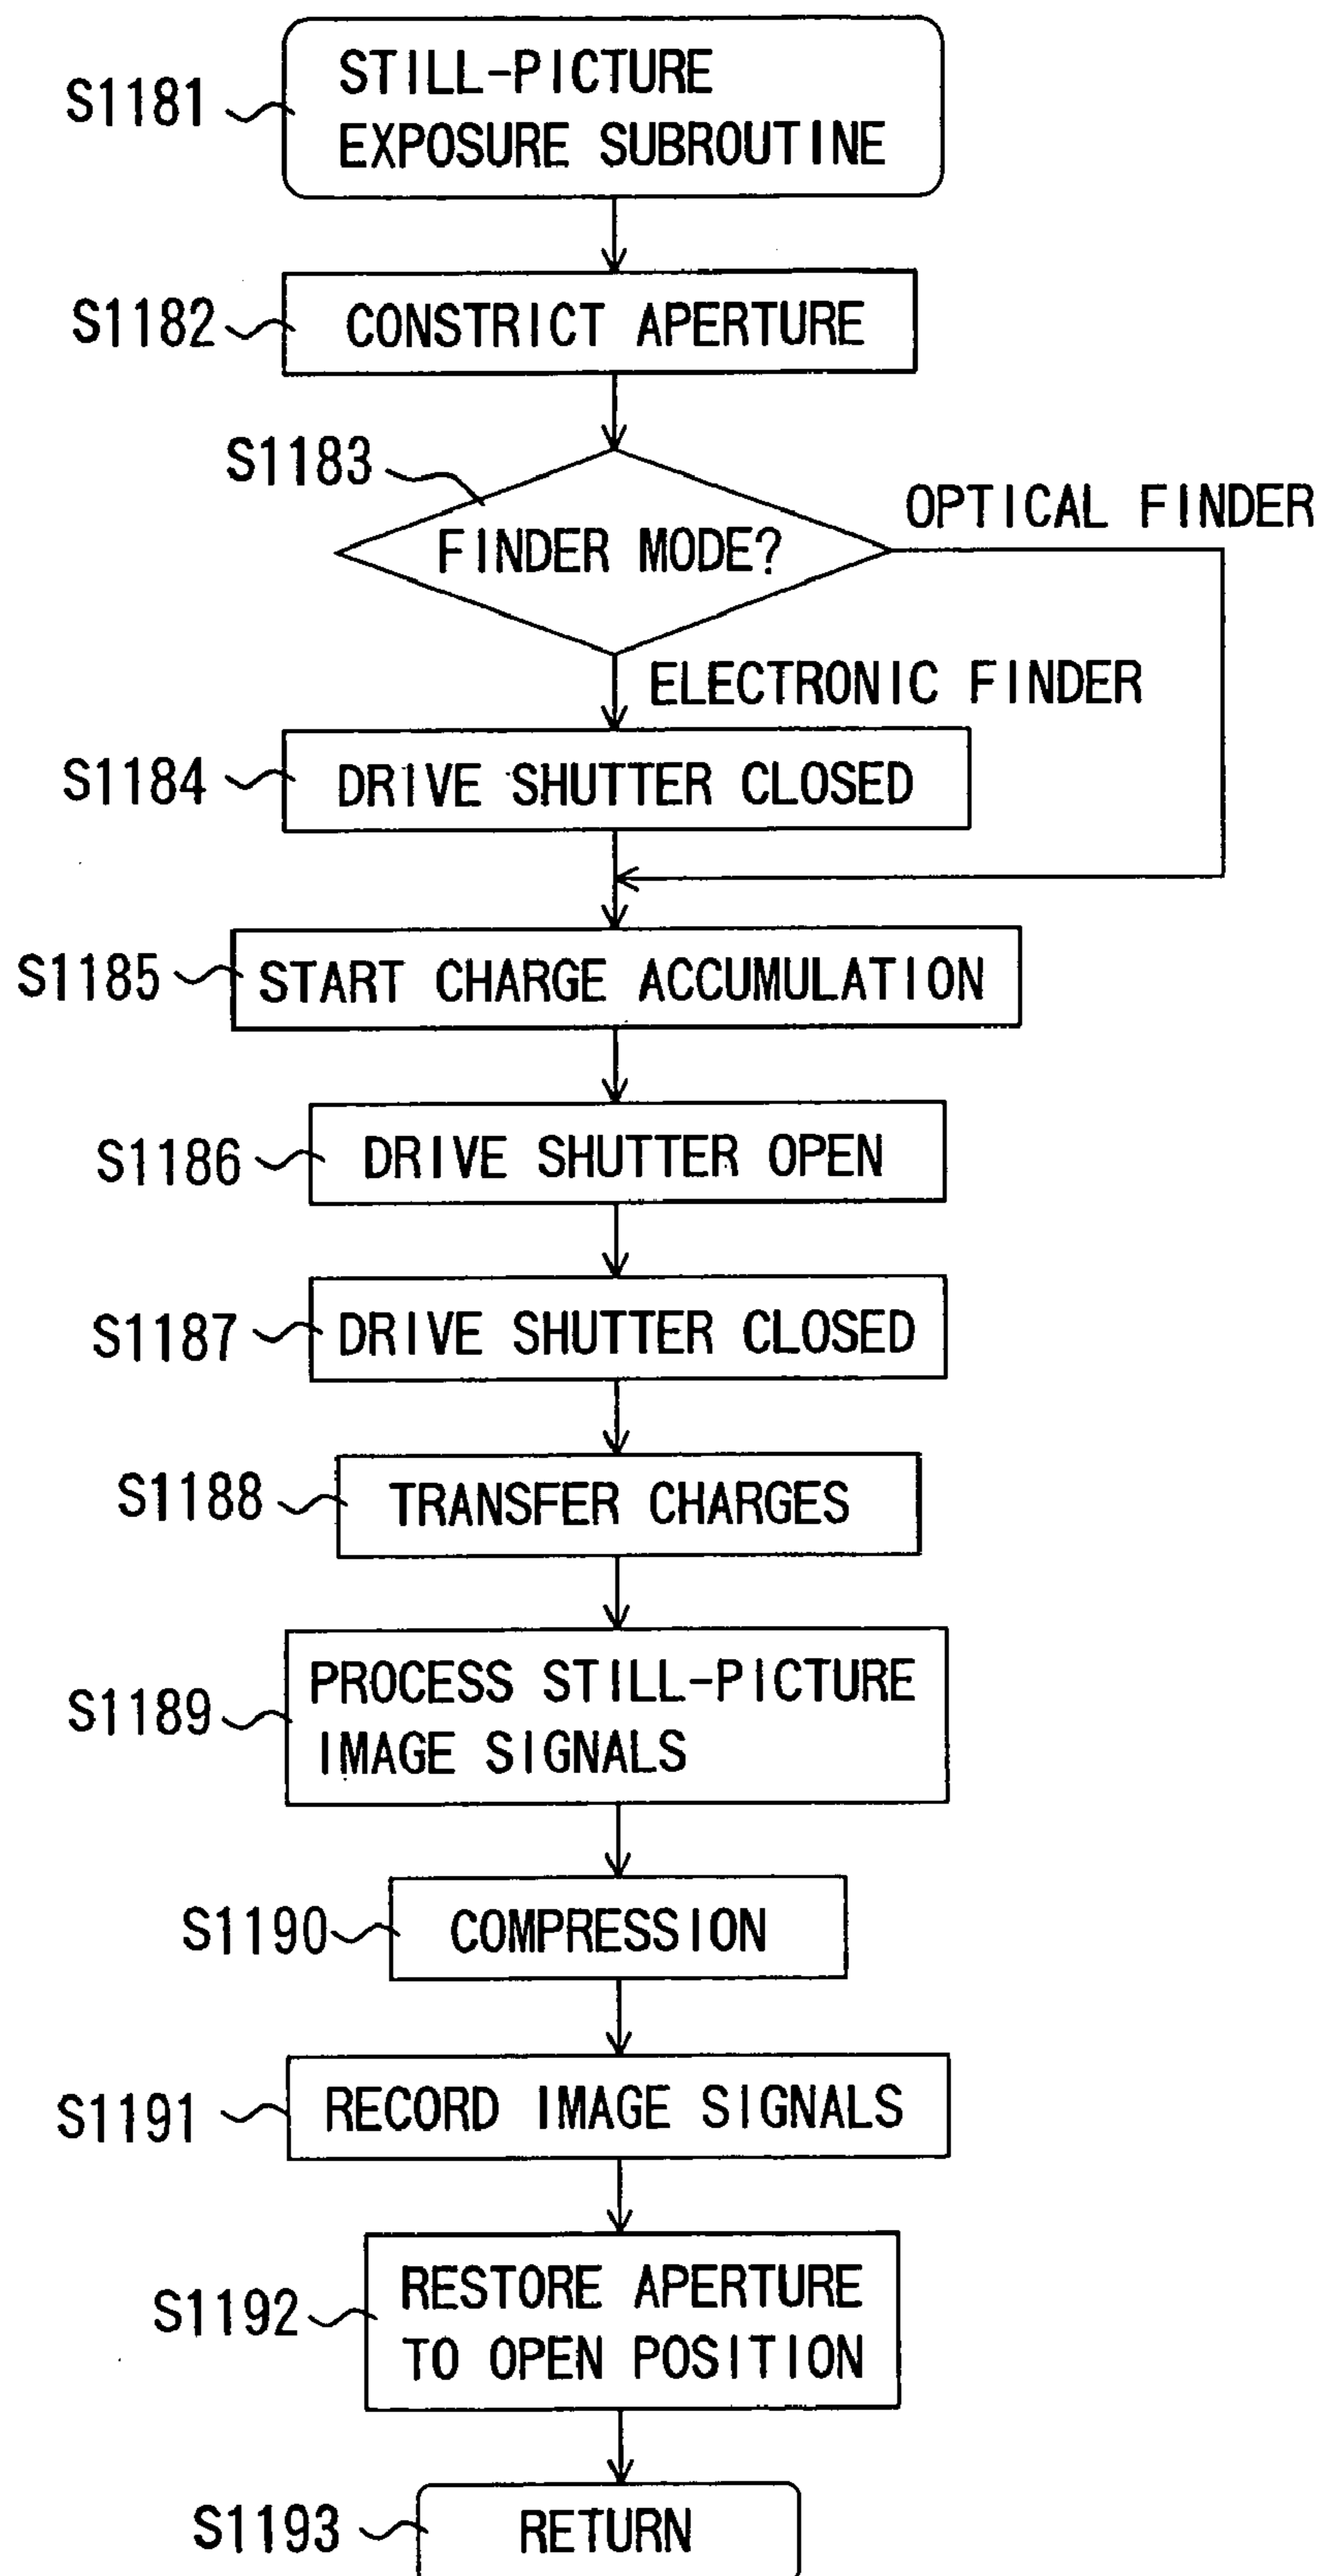 S1181
STILL-PICTURE
EXPOSURE SUBROUTINE
S1182
CONSTRICT APERTURE
S1183
FINDER MODE?
OPTICAL FINDER
ELECTRONIC FINDER
S1184
DRIVE SHUTTER CLOSED
S1185
START CHARGE ACCUMULATION
S1186
DRIVE SHUTTER OPEN
S1187
DRIVE SHUTTER CLOSED
S1188
TRANSFER CHARGES
S1189
PROCESS STILL-PICTURE
IMAGE SIGNALS
S1190
COMPRESSION
S1191
RECORD IMAGE SIGNALS
S1192
RESTORE APERTURE
TO OPEN POSITION
S1193
RETURN